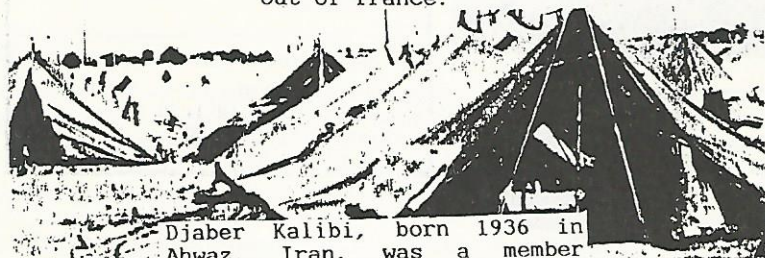 out of France.
Djaber Kalibi, born 1936 in
Ahwaz, Iran, was a member